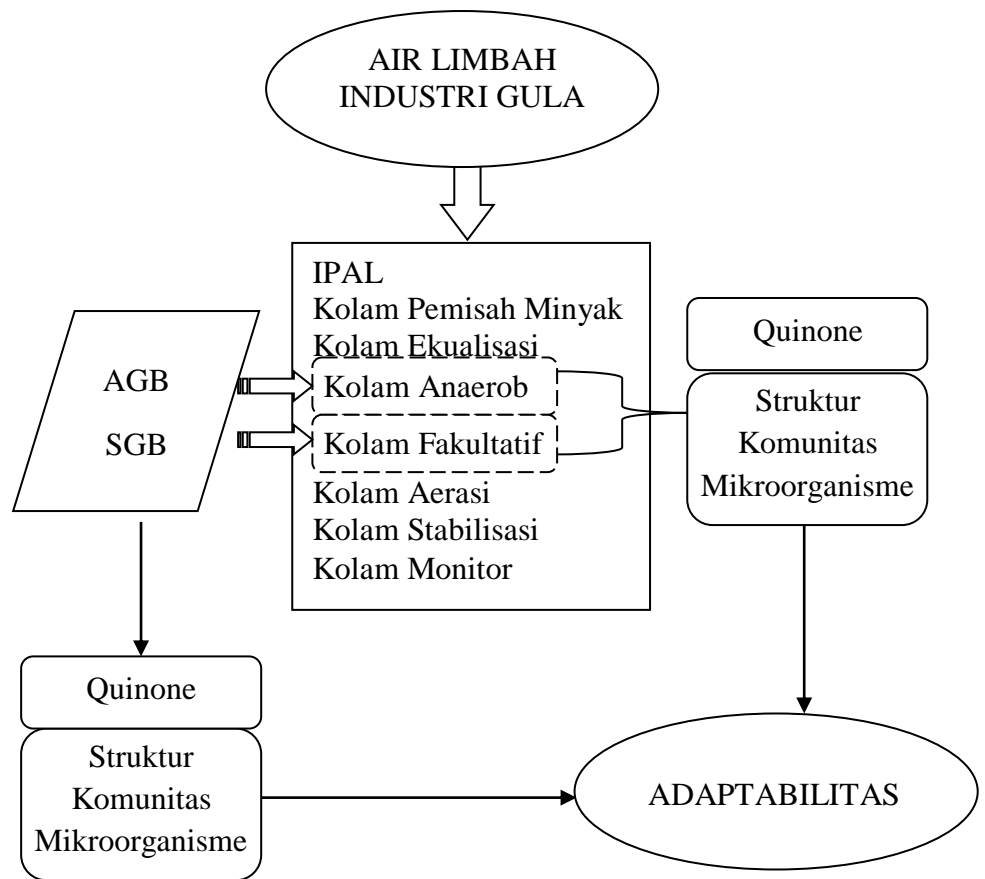 AIR LIMBAH
INDUSTRI GULA
IPAL
Kolam Pemisah Minyak
Kolam Ekualisasi
Kolam Anaerob
Kolam Fakultatif
Kolam Aerasi
Kolam Stabilisasi
Kolam Monitor
AGB
SGB
Quinone
Struktur
Komunitas
Mikroorganisme
Quinone
Struktur
Komunitas
Mikroorganisme
ADAPTABILITAS